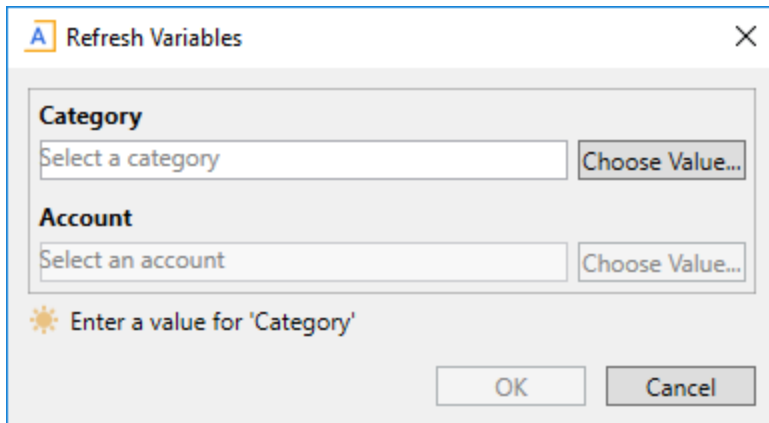 A Refresh Variables
Category
Select a category Choose Value...
Account
Select an account Choose Value...
Enter a value for 'Category'
OK Cancel